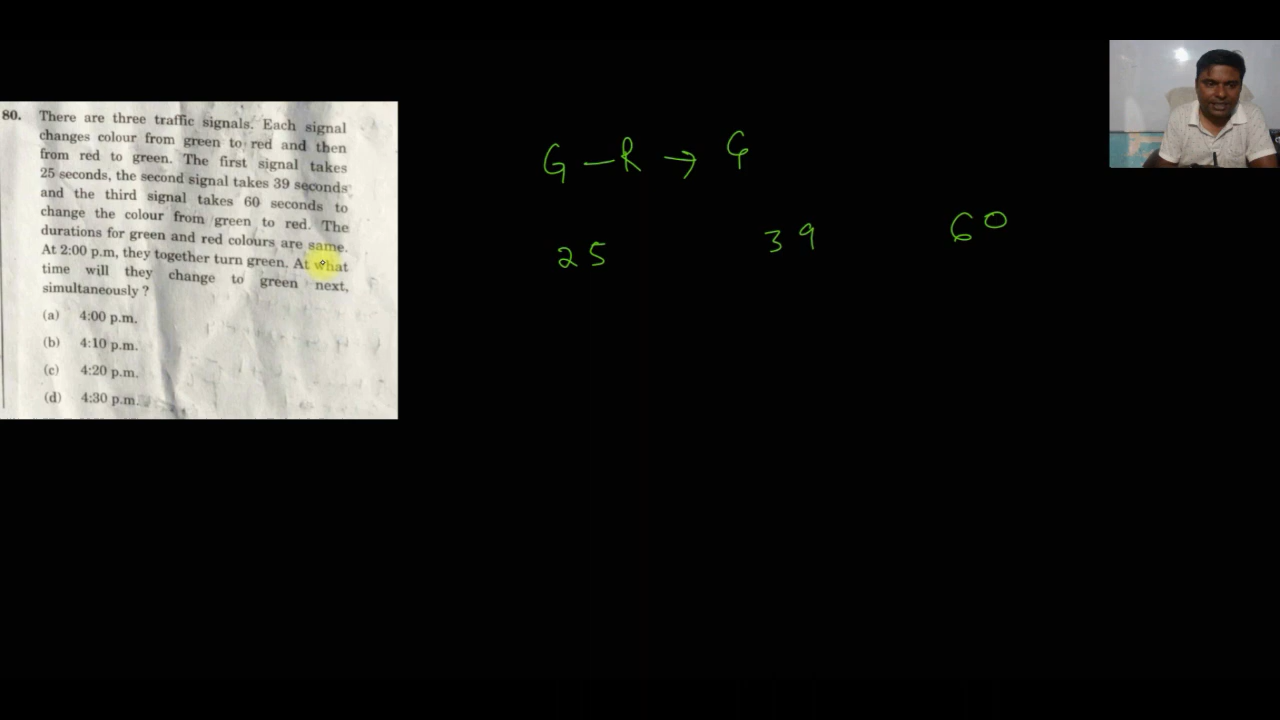 80. There are three traffic signals. Each signal
changes colour from green to red and then
from red to green. The first signal takes
25 seconds, the second signal takes 39 seconds
and the third signal takes 60 seconds to
change the colour from green to red. The
durations for green and red colours are same.
At 2:00 p.m, they together turn green. At what
time will they change to green next,
simultaneously ?
(a) 4:00 p.m.
(b) 4:10 p.m.
(c) 4:20 p.m.
(d) 4:30 p.m.
G — R → G
25 39 60